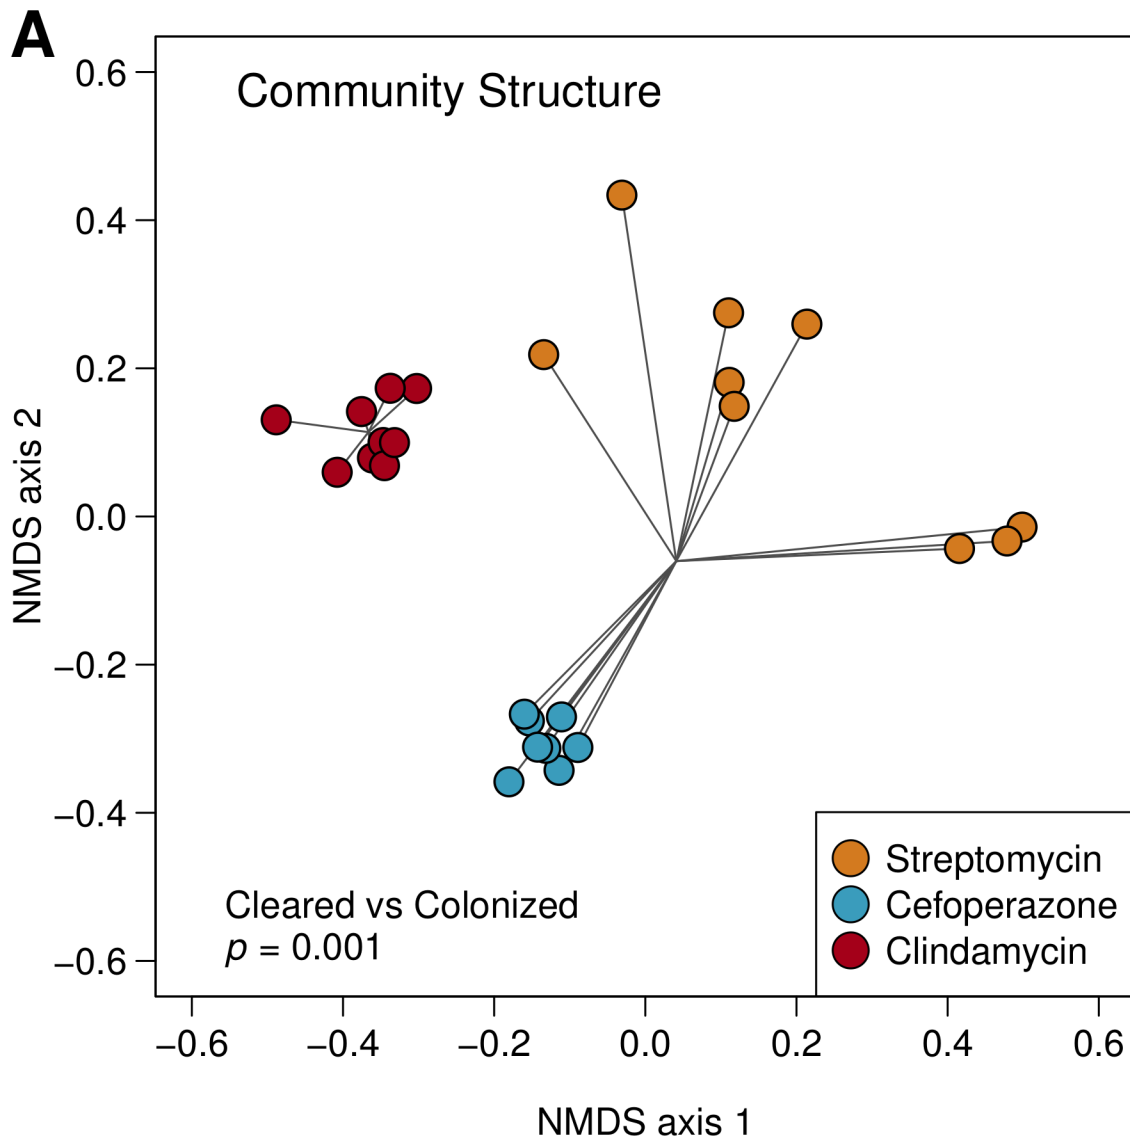 A
Community Structure
0.6
0.4
0.2
0.0
−0.2
−0.4
−0.6
NMDS axis 2
Streptomycin
Cefoperazone
Clindamycin
Cleared vs Colonized
p = 0.001
−0.6 −0.4 −0.2 0.0 0.2 0.4 0.6
NMDS axis 1